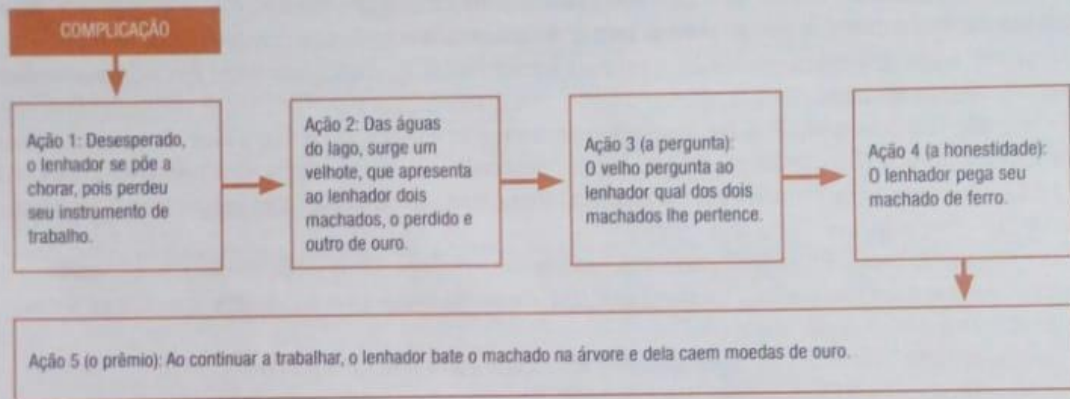 COMPLICAÇÃO
Ação 1: Desesperado,
o lenhador se põe a
chorar, pois perdeu
seu instrumento de
trabalho.
Ação 2: Das águas
do lago, surge um
velhote, que apresenta
ao lenhador dois
machados, o perdido e
outro de ouro.
Ação 3 (a pergunta):
O velho pergunta ao
lenhador qual dos dois
machados lhe pertence.
Ação 4 (a honestidade):
O lenhador pega seu
machado de ferro.
Ação 5 (o prêmio): Ao continuar a trabalhar, o lenhador bate o machado na árvore e dela caem moedas de ouro.